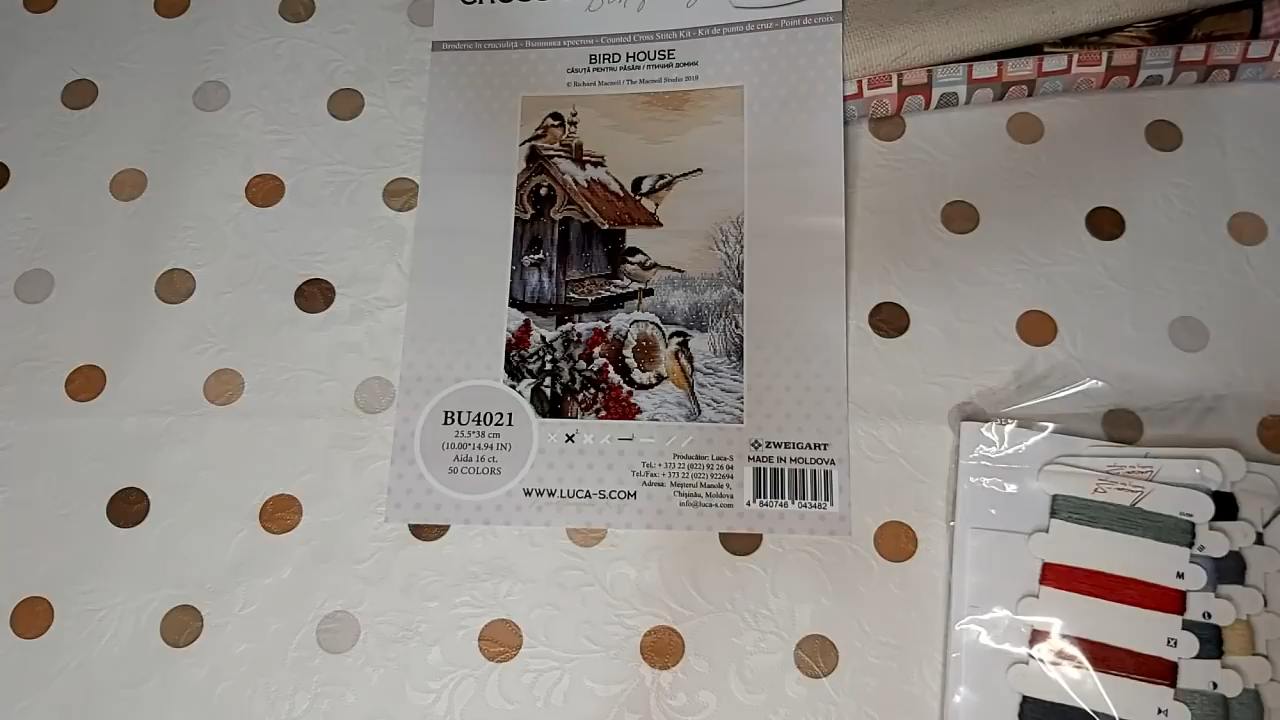 Broderie în cruciuliță - Вышивка крестом - Counted Cross Stitch Kit - Kit de punto de cruz - Point de croix
BIRD HOUSE
CĂSUȚĂ PENTRU PĂSĂRI / ПТИЧИЙ ДОМИК
© Richard Macneil / The Macneil Studio 2019
BU4021
25.5*38 cm
(10.00*14.94 IN)
Aida 16 ct.
50 COLORS
ZWEIGART
MADE IN MOLDOVA
Producător: Luca-S
Tel.: + 373 22 (022) 92 26 04
Tel./Fax: + 373 22 (022) 922694
Adresa: Meșterul Manole 9,
Chișinău, Moldova
info@luca-s.com
WWW.LUCA-S.COM
4 840746 043482
M